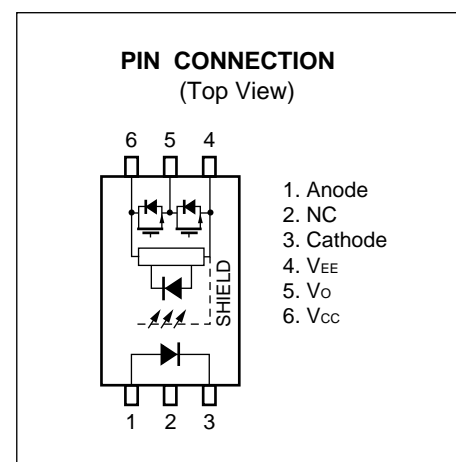 PIN CONNECTION
(Top View)
6 5 4
SHIELD
1 2 3
1. Anode
2. NC
3. Cathode
4. VEE
5. VO
6. VCC